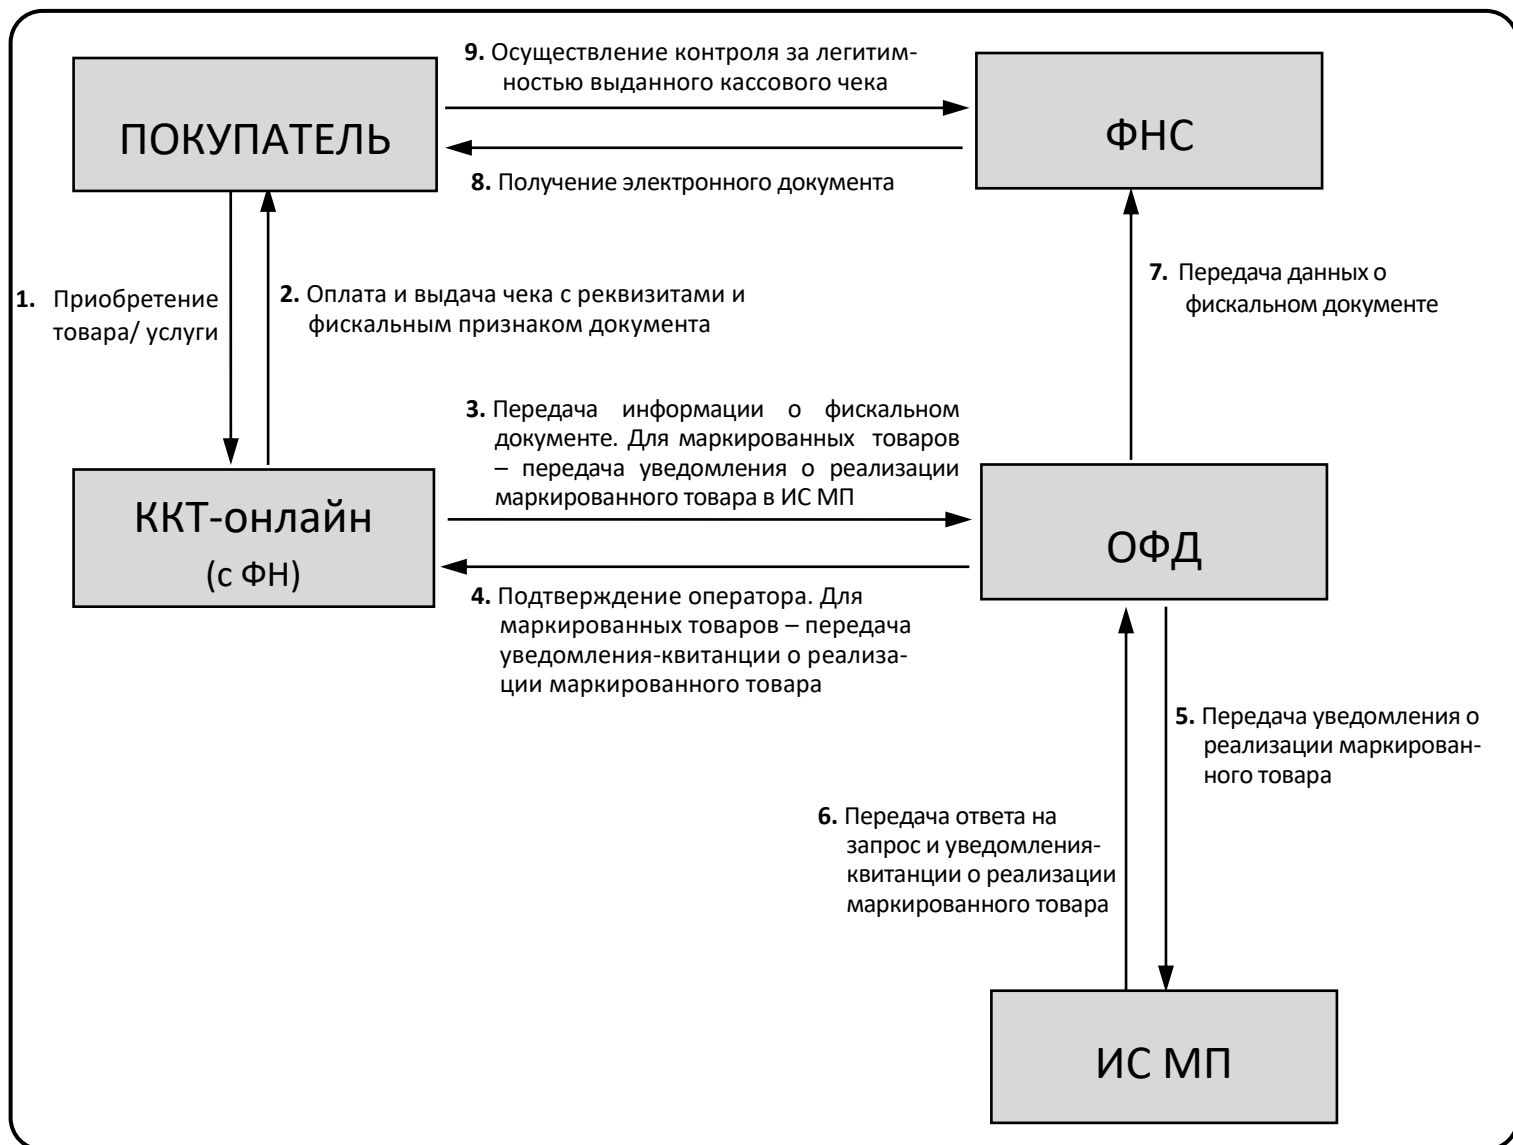 9. Осуществление контроля за легитим-
ностью выданного кассового чека
ПОКУПАТЕЛЬ
ФНС
8. Получение электронного документа
1. Приобретение
товара/ услуги
2. Оплата и выдача чека с реквизитами и
фискальным признаком документа
7. Передача данных о
фискальном документе
3. Передача информации о фискальном
документе. Для маркированных товаров
– передача уведомления о реализации
маркированного товара в ИС МП
ККТ-онлайн
(с ФН)
ОФД
4. Подтверждение оператора. Для
маркированных товаров – передача
уведомления-квитанции о реализа-
ции маркированного товара
5. Передача уведомления о
реализации маркирован-
ного товара
6. Передача ответа на
запрос и уведомления-
квитанции о реализации
маркированного товара
ИС МП